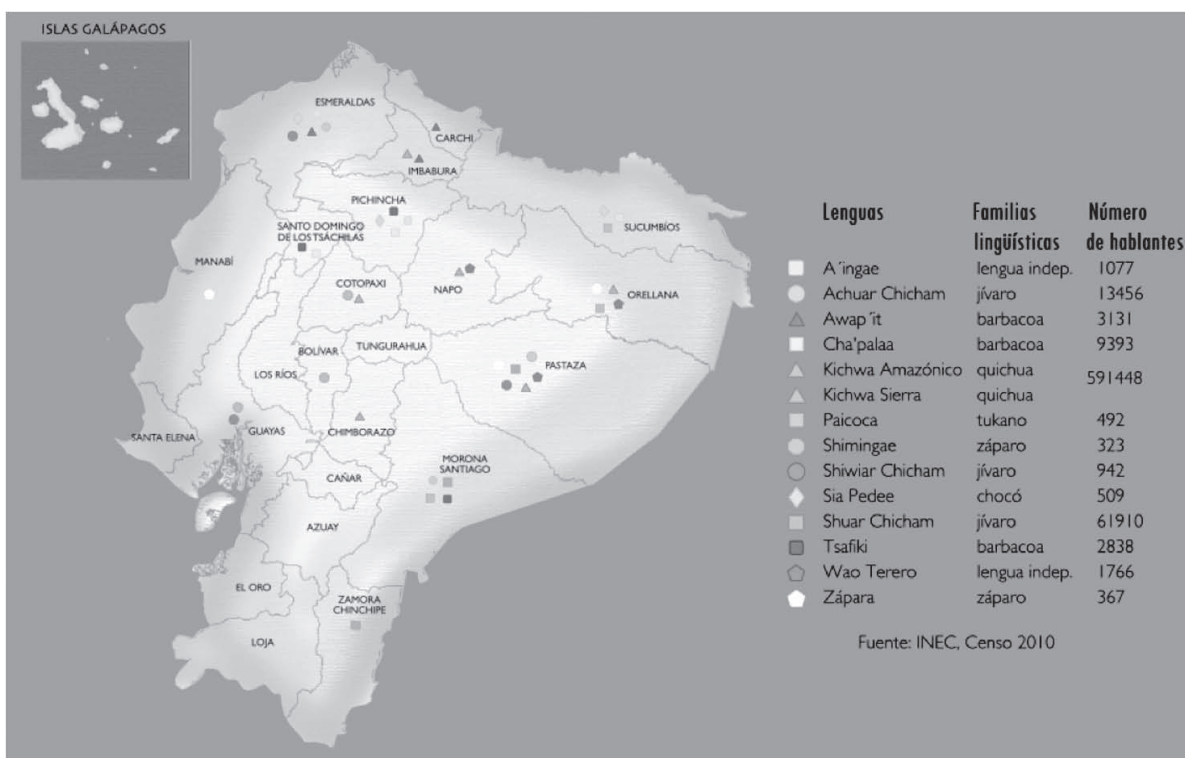 ISLAS GALÁPAGOS
ESMERALDAS
CARCHI
IMBABURA
PICHINCHA
SANTO DOMINGO
DE LOS TSÁCHILAS
SUCUMBÍOS
MANABÍ
COTOPAXI
NAPO
ORELLANA
BOLÍVAR
TUNGURAHUA
PASTAZA
LOS RÍOS
SANTA ELENA
GUAYAS
CHIMBORAZO
MORONA
SANTIAGO
CAÑAR
AZUAY
EL ORO
ZAMORA
CHINCHIPE
LOJA
Lenguas Familias lingüísticas Número de hablantes
A´ingae lengua indep. 1077
Achuar Chicham jívaro 13456
Awap´it barbacoa 3131
Cha'palaa barbacoa 9393
Kichwa Amazónico quichua 591448
Kichwa Sierra quichua
Paicoca tukano 492
Shimingae záparo 323
Shiwiar Chicham jívaro 942
Sia Pedee chocó 509
Shuar Chicham jívaro 61910
Tsafiki barbacoa 2838
Wao Terero lengua indep. 1766
Zápara záparo 367
Fuente: INEC, Censo 2010